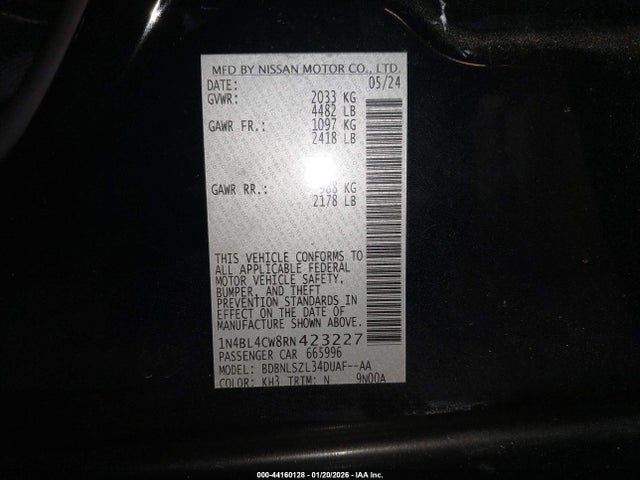 MFD BY NISSAN MOTOR CO., LTD.
DATE: 05/24
GVWR: 2033 KG
4482 LB
GAWR FR.: 1097 KG
2418 LB
GAWR RR.: 988 KG
2178 LB
THIS VEHICLE CONFORMS TO
ALL APPLICABLE FEDERAL
MOTOR VEHICLE SAFETY,
BUMPER, AND THEFT
PREVENTION STANDARDS IN
EFFECT ON THE DATE OF
MANUFACTURE SHOWN ABOVE.
1N4BL4CW8RN423227
PASSENGER CAR 665996
MODEL: BDBNLSZL34DUAF--AA
COLOR: KH3 TRIM: N 9N00A
000-44160128 - 01/20/2026 - IAA Inc.